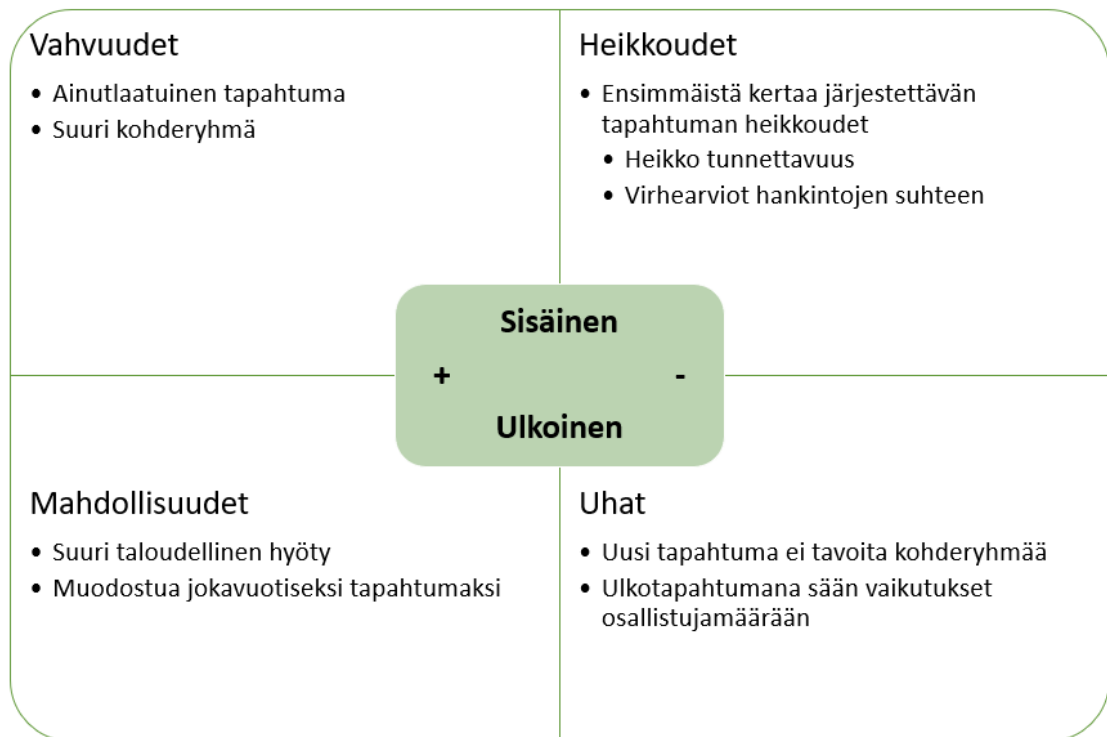 Vahvuudet
• Ainutlaatuinen tapahtuma
• Suuri kohderyhmä
Heikkoudet
• Ensimmäistä kertaa järjestettävän
tapahtuman heikkoudet
• Heikko tunnettavuus
• Virhearviot hankintojen suhteen
Sisäinen
+ -
Ulkoinen
Mahdollisuudet
• Suuri taloudellinen hyöty
• Muodostua jokavuotiseksi tapahtumaksi
Uhat
• Uusi tapahtuma ei tavoita kohderyhmää
• Ulkotapahtumana sään vaikutukset
osallistujamäärään